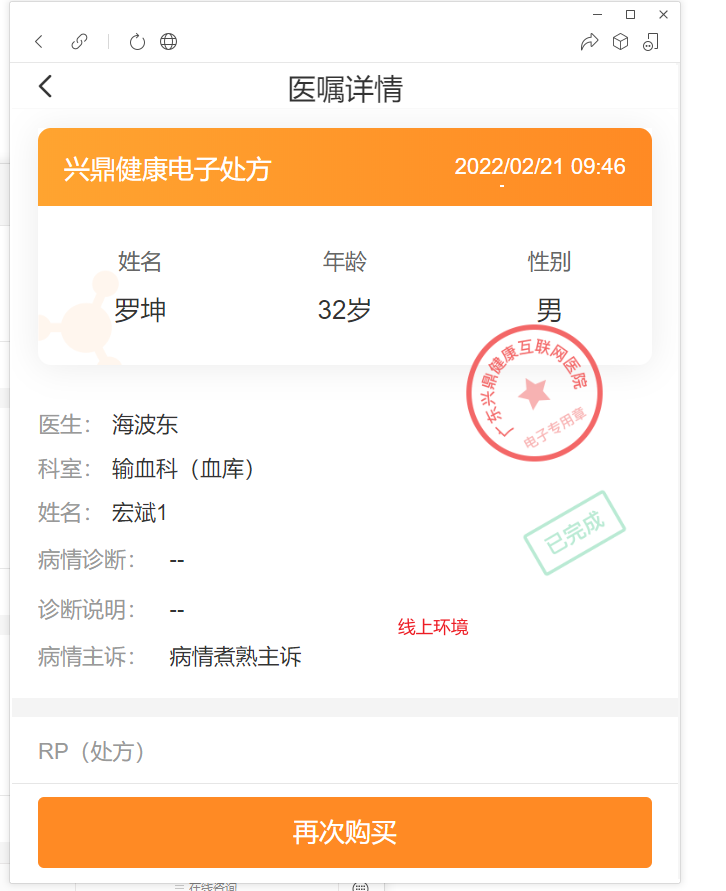 医嘱详情
兴鼎健康电子处方 2022/02/21 09:46
-
姓名 年龄 性别
罗坤 32岁 男
广东兴鼎健康互联网医院
电子专用章
医生： 海波东
科室： 输血科（血库）
姓名： 宏斌1
已完成
病情诊断： --
诊断说明： --
线上环境
病情主诉： 病情煮熟主诉
RP（处方）
再次购买
在线咨询